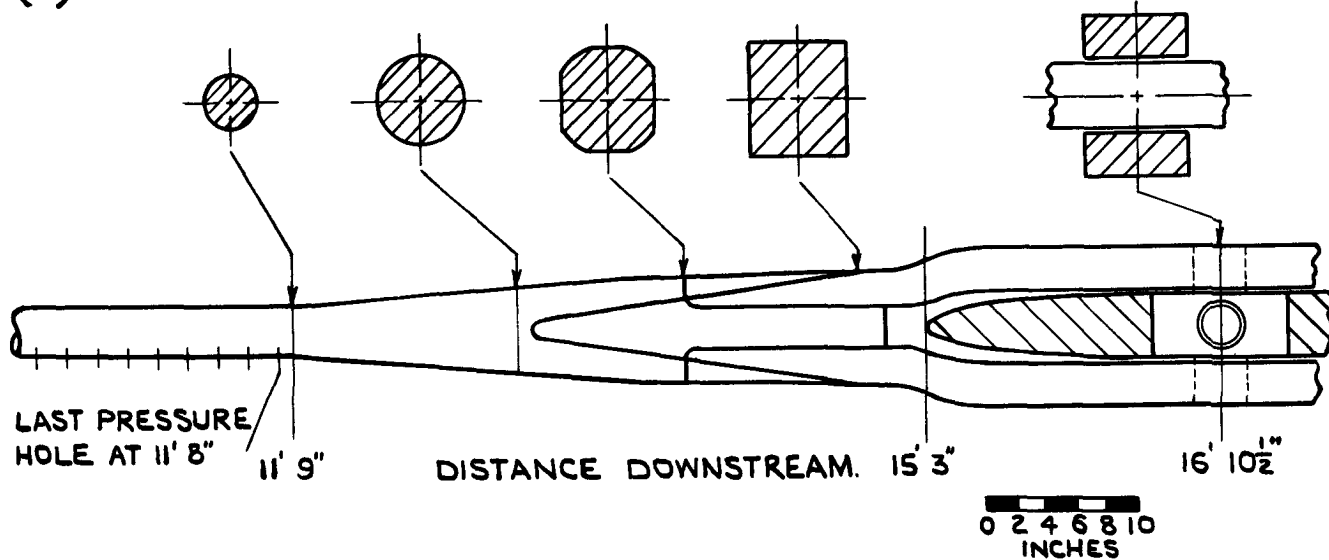 LAST PRESSURE
HOLE AT 11' 8"
11' 9"
DISTANCE DOWNSTREAM.
15' 3"
16' 10½"
0 2 4 6 8 10
INCHES